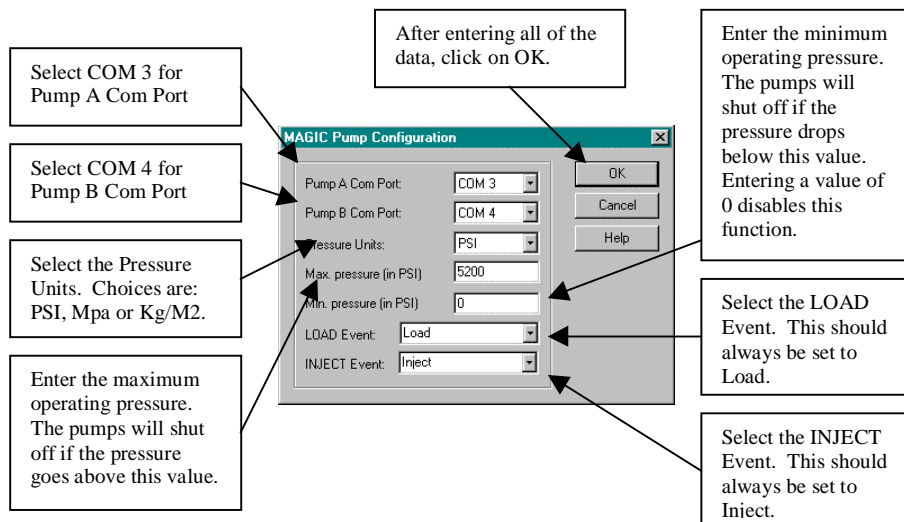 After entering all of the
data, click on OK.
Enter the minimum
operating pressure.
The pumps will
shut off if the
pressure drops
below this value.
Entering a value of
0 disables this
function.
Select COM 3 for
Pump A Com Port
Select COM 4 for
Pump B Com Port
Select the Pressure
Units.  Choices are:
PSI, Mpa or Kg/M2.
Enter the maximum
operating pressure.
The pumps will shut
off if the pressure
goes above this value.
MAGIC Pump Configuration
Pump A Com Port: COM 3
OK
Pump B Com Port: COM 4
Cancel
Pressure Units: PSI
Help
Max. pressure (in PSI) 5200
Min. pressure (in PSI) 0
LOAD Event: Load
INJECT Event: Inject
Select the LOAD
Event.  This should
always be set to
Load.
Select the INJECT
Event.  This should
always be set to
Inject.